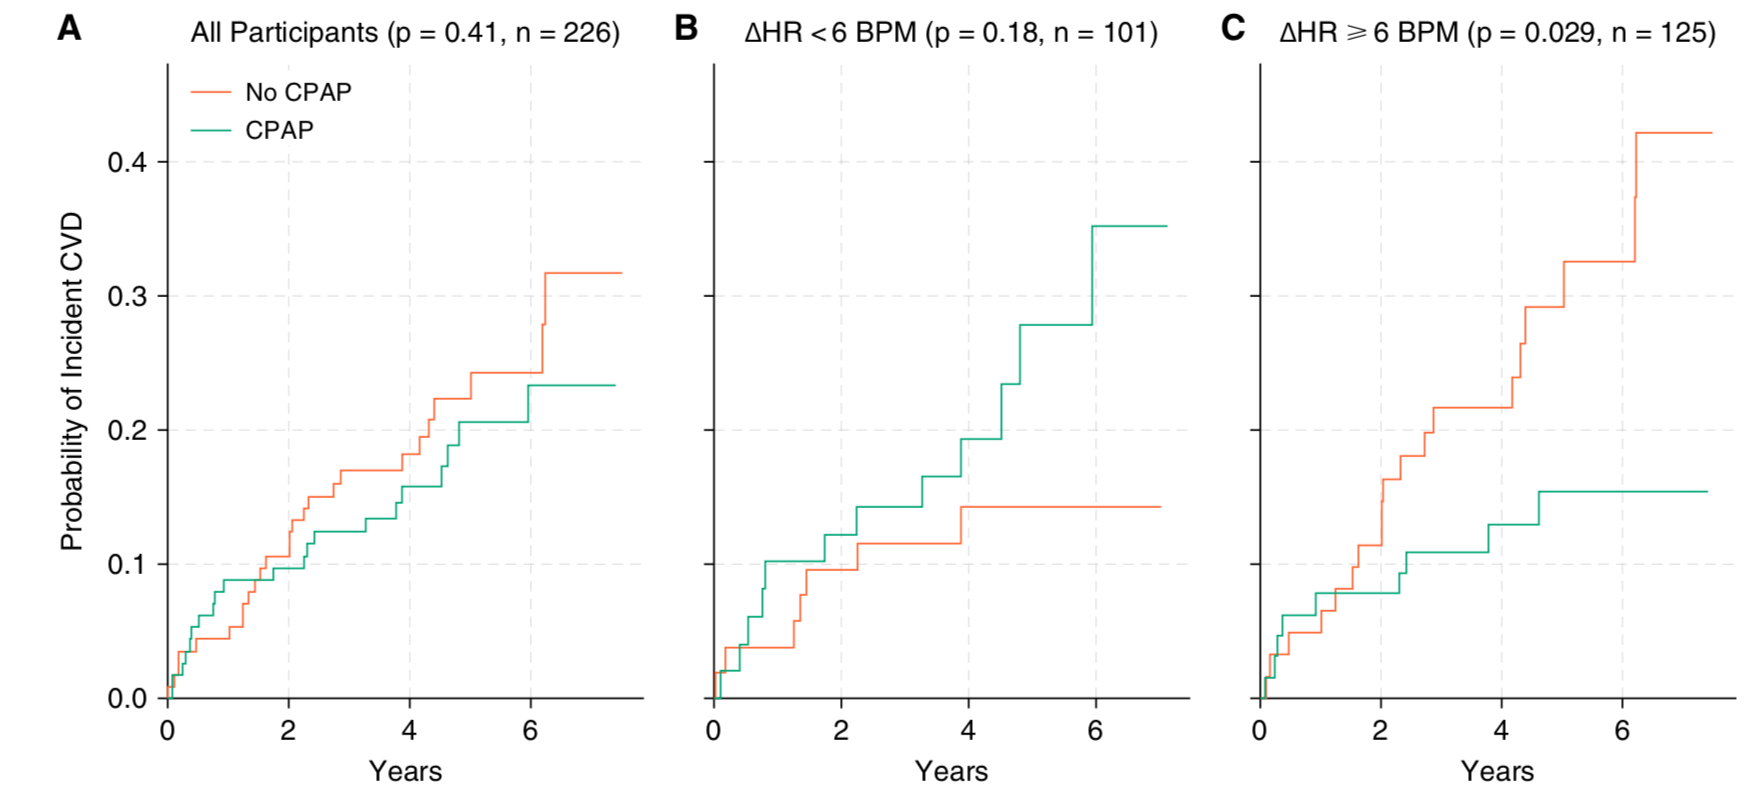 A All Participants (p = 0.41, n = 226)
No CPAP
CPAP
Probability of Incident CVD
0.4
0.3
0.2
0.1
0.0
0 2 4 6
Years
B ΔHR < 6 BPM (p = 0.18, n = 101)
0 2 4 6
Years
C ΔHR ⩾ 6 BPM (p = 0.029, n = 125)
0 2 4 6
Years